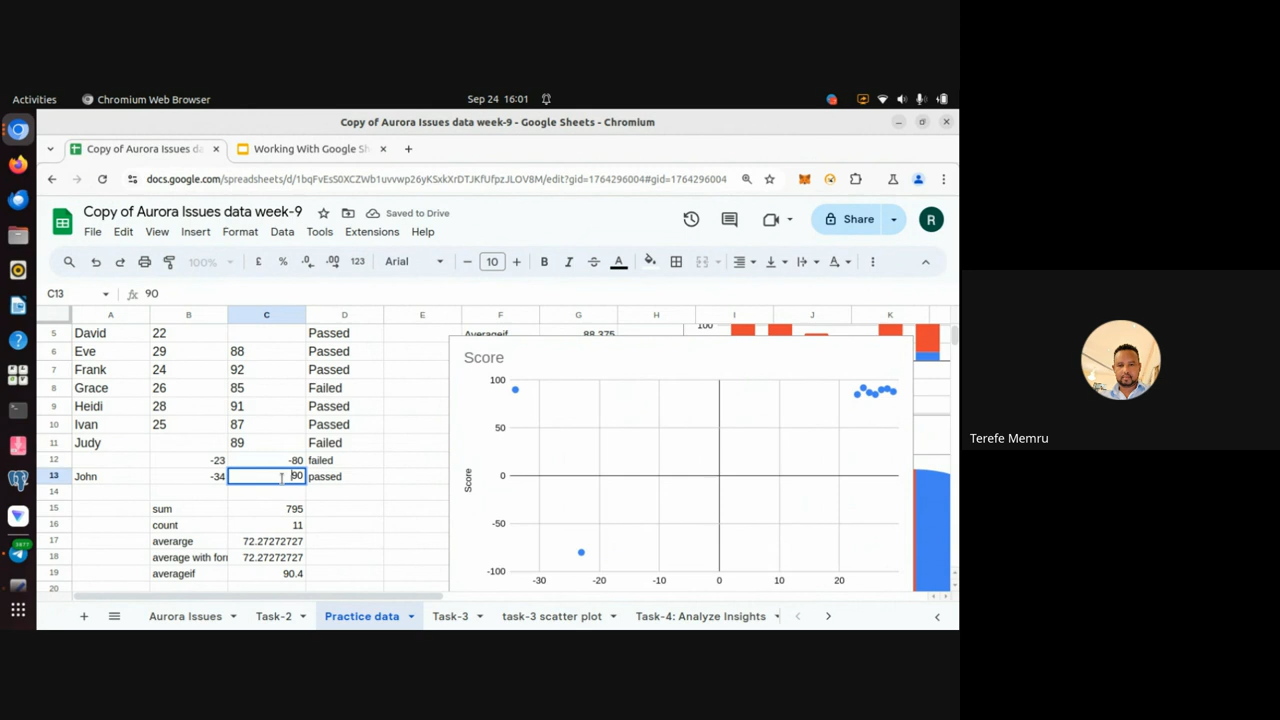 Activities Chromium Web Browser Sep 24 16:01
Copy of Aurora Issues data week-9 - Google Sheets - Chromium
Copy of Aurora Issues da Working With Google Sh
docs.google.com/spreadsheets/d/1bqFvEsS0XCZWb1uvvwp26yKSxkXrDTJKfUfpzJLOV8M/edit?gid=1764296004#gid=1764296004
Copy of Aurora Issues data week-9 Saved to Drive Share R
File Edit View Insert Format Data Tools Extensions Help
100% £ % .0 .00 123 Arial 10 B I S A
C13 fx 90
A B C D E F G H I J K
5 David 22 Passed Averageif 88.375 100
6 Eve 29 88 Passed
7 Frank 24 92 Passed
8 Grace 26 85 Failed
9 Heidi 28 91 Passed
10 Ivan 25 87 Passed
11 Judy 89 Failed
12 -23 -80 failed
13 John -34 90 passed
14
15 sum 795
16 count 11
17 averarge 72.27272727
18 average with for 72.27272727
19 averageif 90.4
20
Score
Score
100
50
0
-50
-100
-30 -20 -10 0 10 20
Aurora Issues Task-2 Practice data Task-3 task-3 scatter plot Task-4: Analyze Insights
Terefe Memru